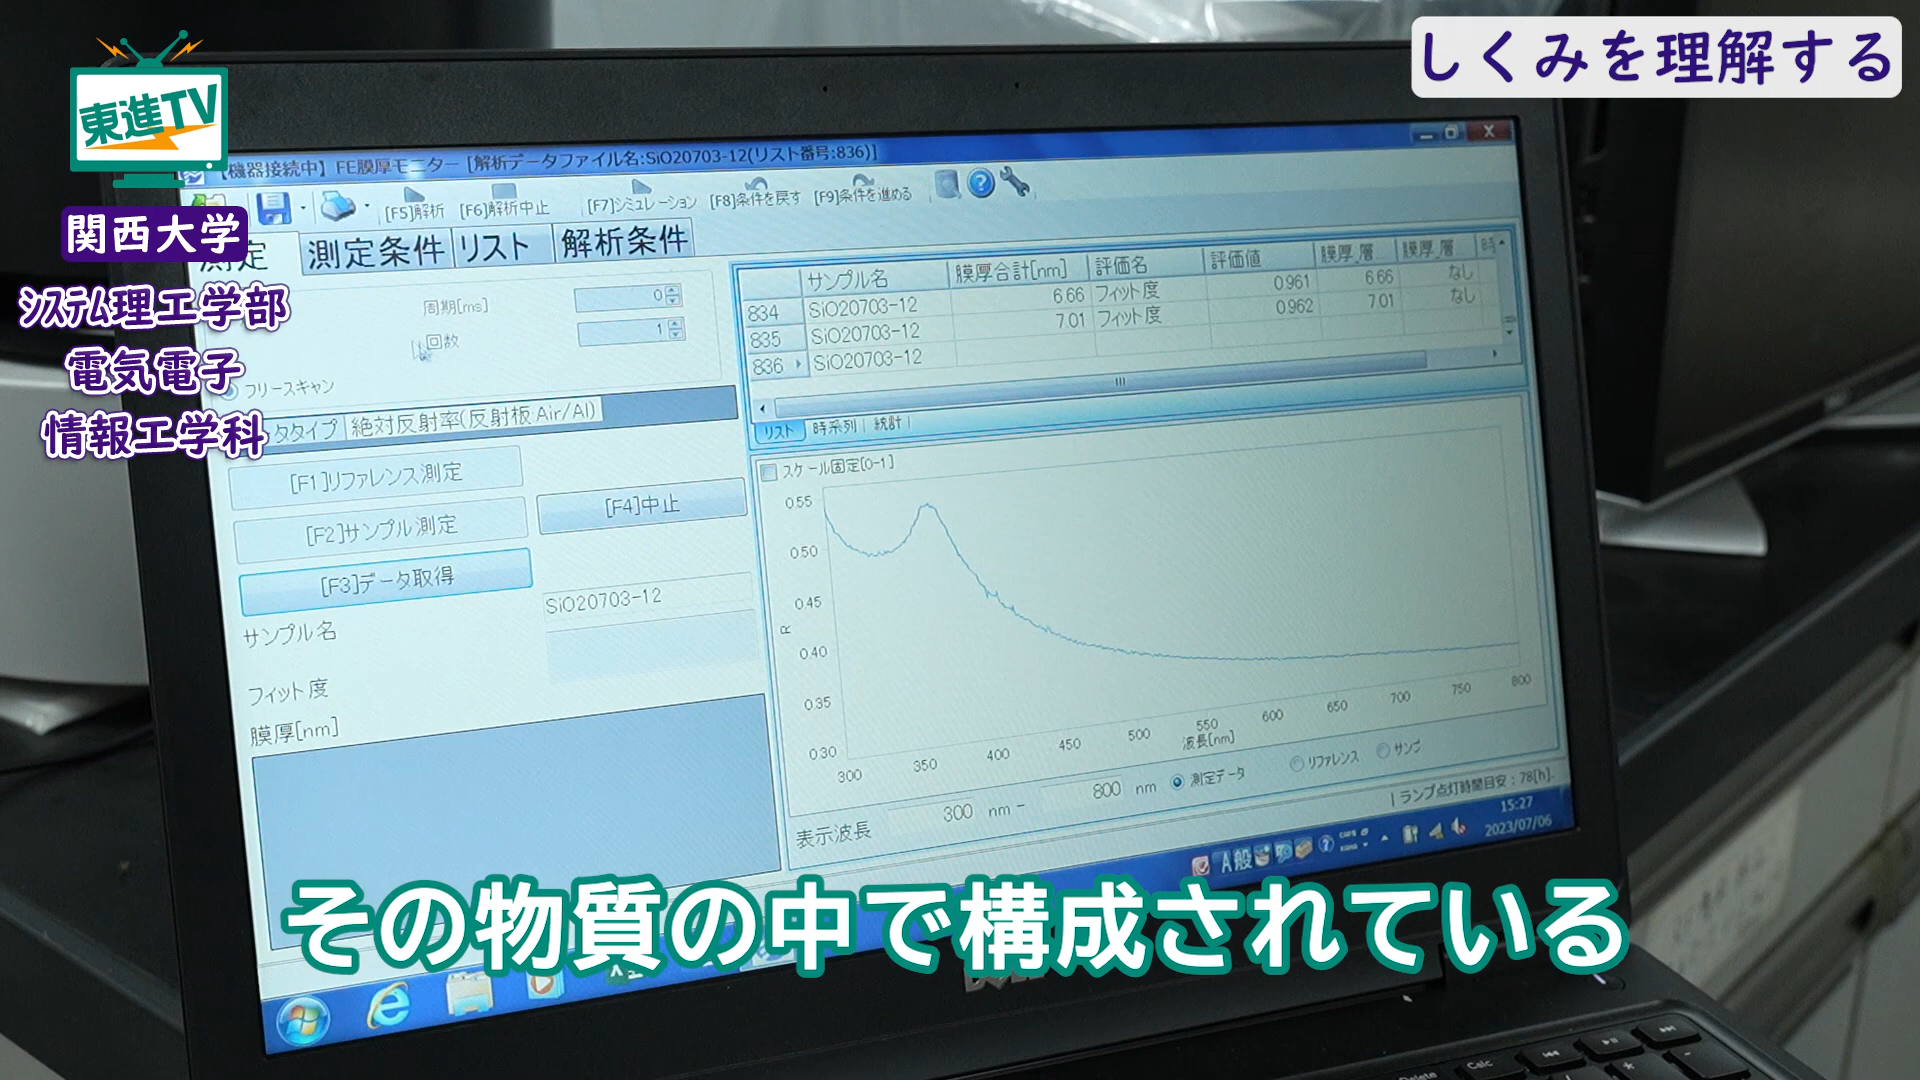 しくみを理解する
東進TV
関西大学
システム理工学部
電気電子
情報工学科
【機器接続中】FE膜厚モニター [解析データファイル名:SiO20703-12(リスト番号:836)]
[F5]解析 [F6]解析中止 [F7]シミュレーション [F8]条件を戻す [F9]条件を進める
測定 測定条件 リスト 解析条件
周期[ms] 0
回数 1
フリースキャン
タタイプ 絶対反射率(反射板:Air/Al)
[F1]リファレンス測定
[F2]サンプル測定
[F3]データ取得
[F4]中止
サンプル名 SiO20703-12
フィット度
膜厚[nm]
サンプル名 膜厚合計[nm] 評価名 評価値 膜厚_層 膜厚_層 時
834 SiO20703-12 6.66 フィット度 0.961 6.66 なし
835 SiO20703-12 7.01 フィット度 0.962 7.01 なし
836 SiO20703-12
リスト 時系列 統計
スケール固定[0-1]
0.55
0.50
0.45
R
0.40
0.35
0.30
300 350 400 450 500 550 600 650 700 750 800
波長[nm]
表示波長 300 nm - 800 nm 測定データ リファレンス サンプ
ランプ点灯時間目安：78[h].
A般
15:27
2023/07/06
その物質の中で構成されている
Calc
Delete